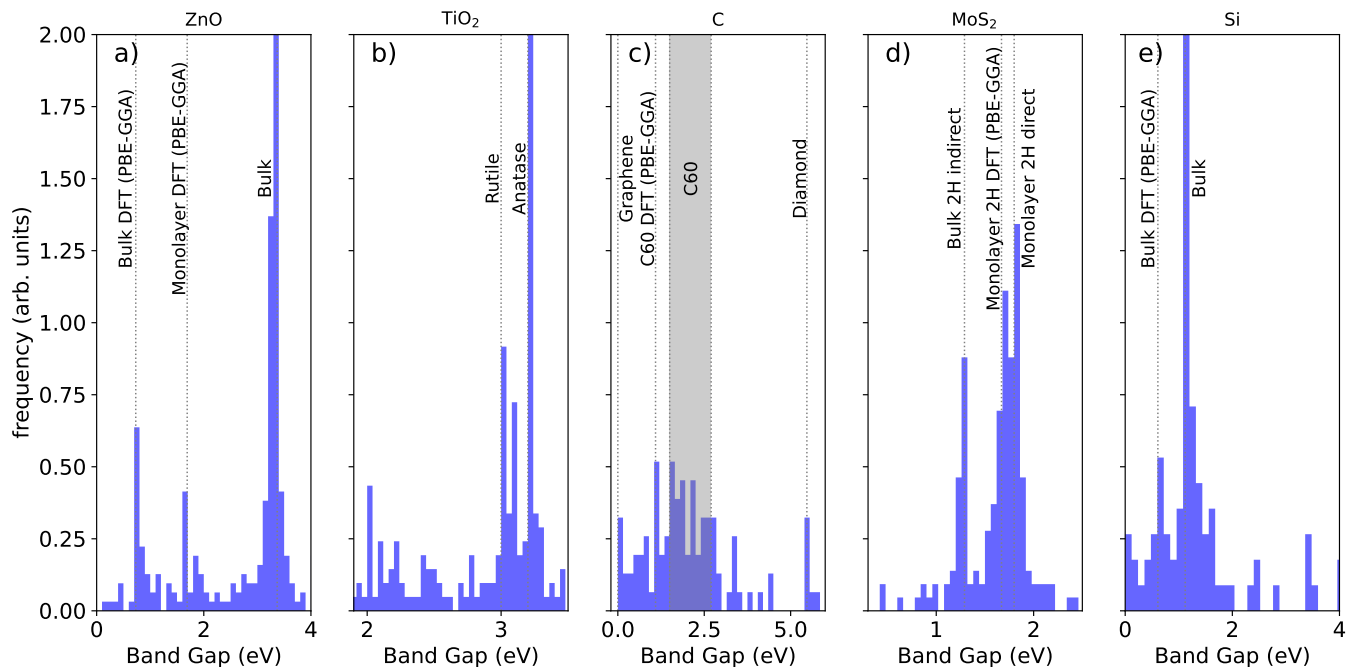 ZnO
TiO2
C
MoS2
Si
frequency (arb. units)
2.00
1.75
1.50
1.25
1.00
0.75
0.50
0.25
0.00
a)
Bulk DFT (PBE-GGA)
Monolayer DFT (PBE-GGA)
Bulk
0
2
4
Band Gap (eV)
b)
Rutile
Anatase
2
3
Band Gap (eV)
c)
Graphene
C60 DFT (PBE-GGA)
C60
Diamond
0.0
2.5
5.0
Band Gap (eV)
d)
Bulk 2H indirect
Monolayer 2H DFT (PBE-GGA)
Monolayer 2H direct
1
2
Band Gap (eV)
e)
Bulk DFT (PBE-GGA)
Bulk
0
2
4
Band Gap (eV)